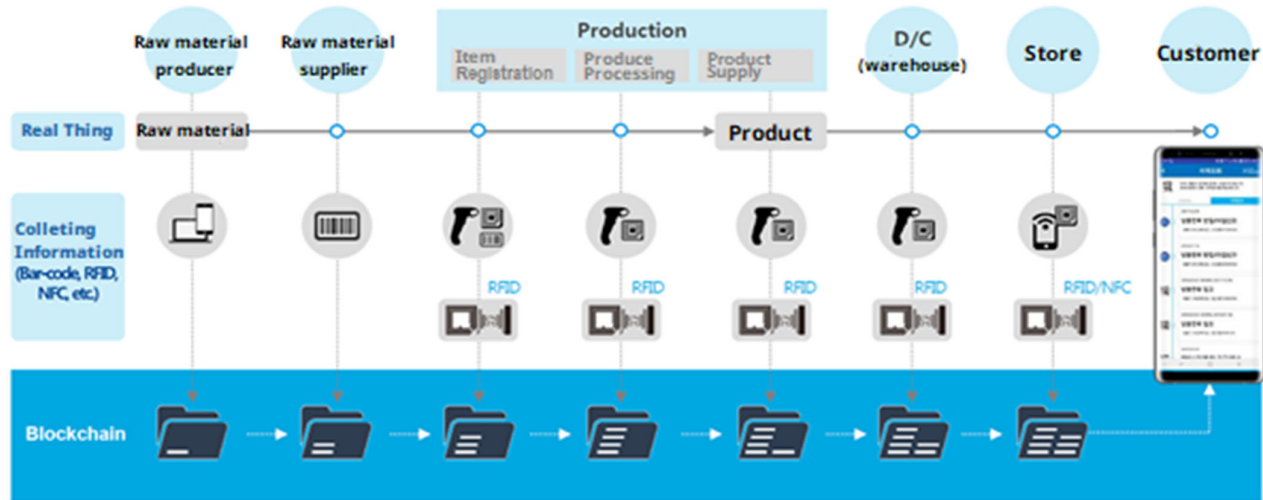 Raw material
producer
Raw material
supplier
Production
Item
Registration
Produce
Processing
Product
Supply
D/C
(warehouse)
Store
Customer
Real Thing
Raw material
Product
Colleting
Information
(Bar-code, RFID,
NFC, etc.)
RFID
RFID
RFID
RFID
RFID/NFC
Blockchain